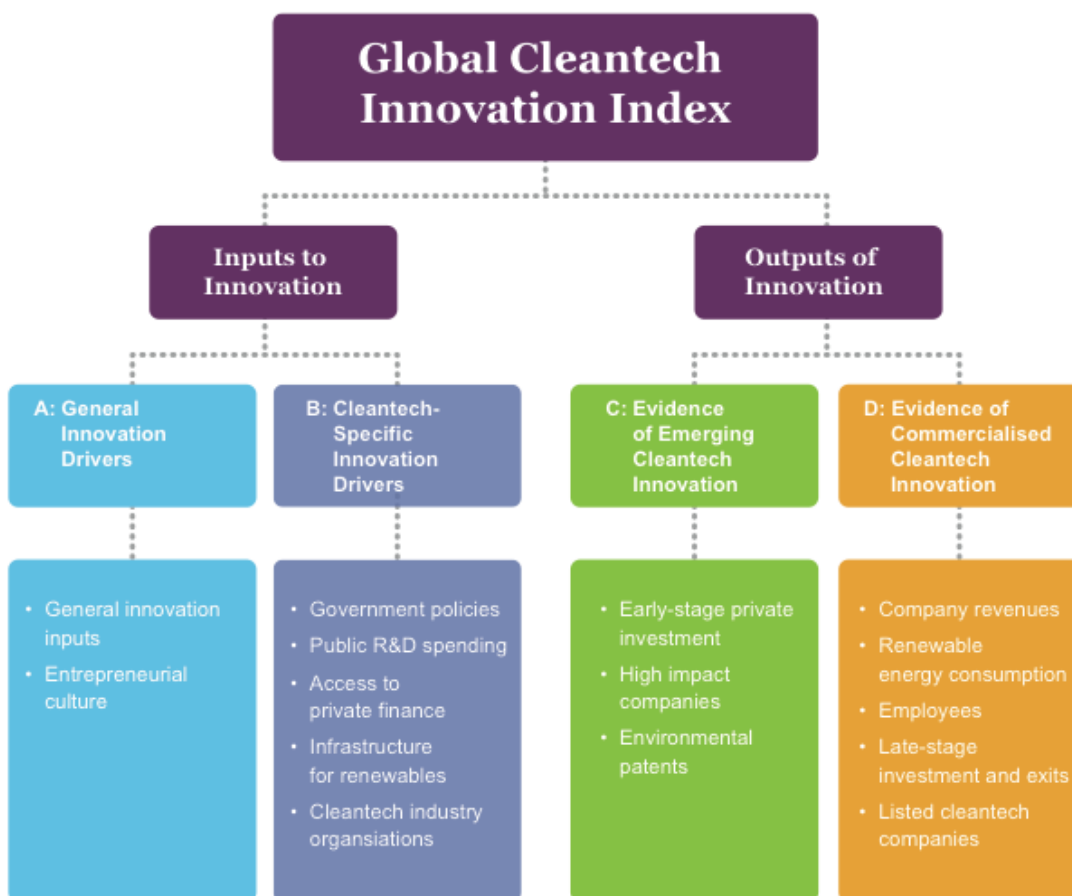 Global Cleantech
Innovation Index
Inputs to
Innovation
Outputs of
Innovation
A: General
Innovation
Drivers
B: Cleantech-
Specific
Innovation
Drivers
C: Evidence
of Emerging
Cleantech
Innovation
D: Evidence of
Commercialised
Cleantech
Innovation
• General innovation
inputs
• Entrepreneurial
culture
• Government policies
• Public R&D spending
• Access to
private finance
• Infrastructure
for renewables
• Cleantech industry
organsiations
• Early-stage private
investment
• High impact
companies
• Environmental
patents
• Company revenues
• Renewable
energy consumption
• Employees
• Late-stage
investment and exits
• Listed cleantech
companies